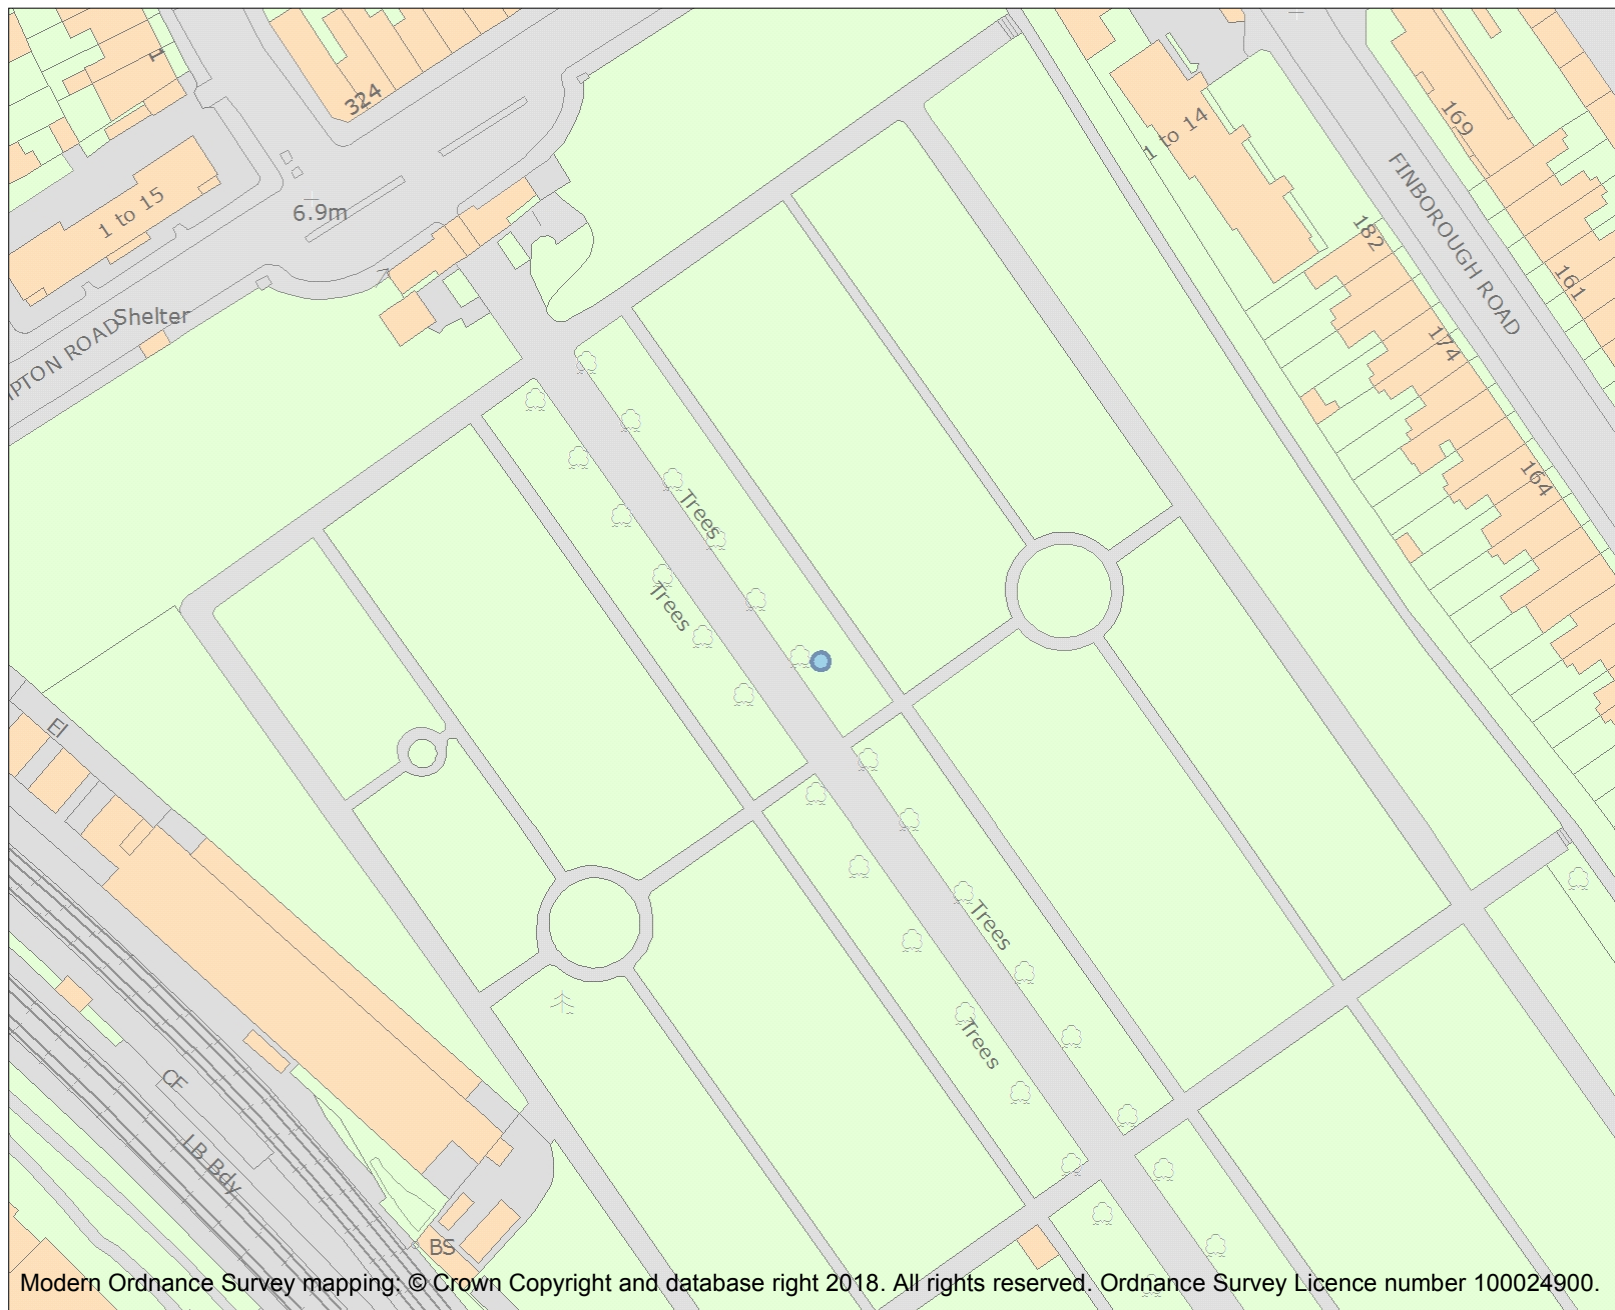 1
324
1 to 15
6.9m
Shelter
PTON ROAD
1 to 14
169
FINBOROUGH ROAD
182
161
174
164
Trees
Trees
El
Trees
Trees
CF
LB Bdy
BS
Modern Ordnance Survey mapping: © Crown Copyright and database right 2018. All rights reserved. Ordnance Survey Licence number 100024900.